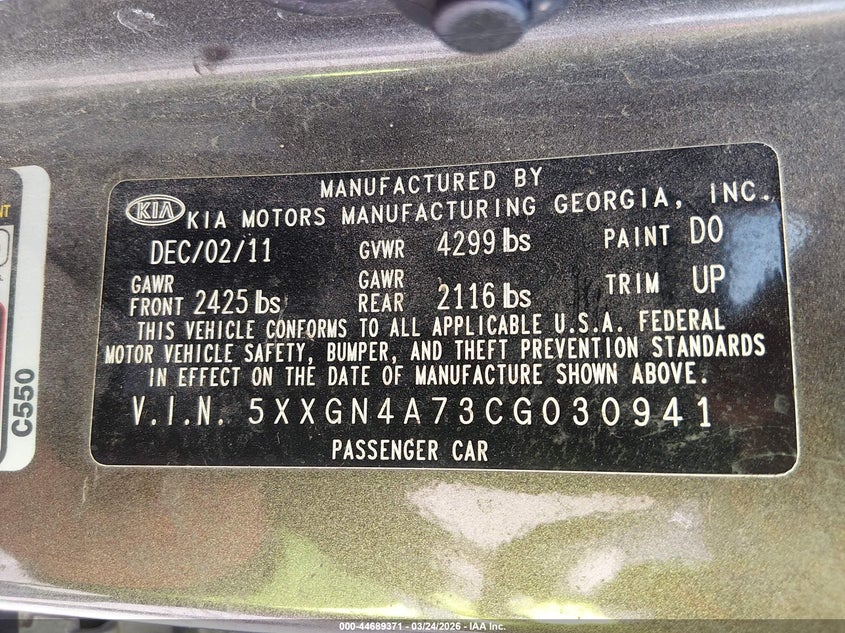 MANUFACTURED BY
KIA KIA MOTORS MANUFACTURING GEORGIA, INC.
DEC/02/11 GVWR 4299 lbs PAINT DO
GAWR FRONT 2425 lbs GAWR REAR 2116 lbs TRIM UP
THIS VEHICLE CONFORMS TO ALL APPLICABLE U.S.A. FEDERAL
MOTOR VEHICLE SAFETY, BUMPER, AND THEFT PREVENTION STANDARDS
IN EFFECT ON THE DATE OF MANUFACTURE SHOWN ABOVE.
V.I.N. 5XXGN4A73CG030941
PASSENGER CAR
C550
000-44689371 - 03/24/2026 - IAA Inc.